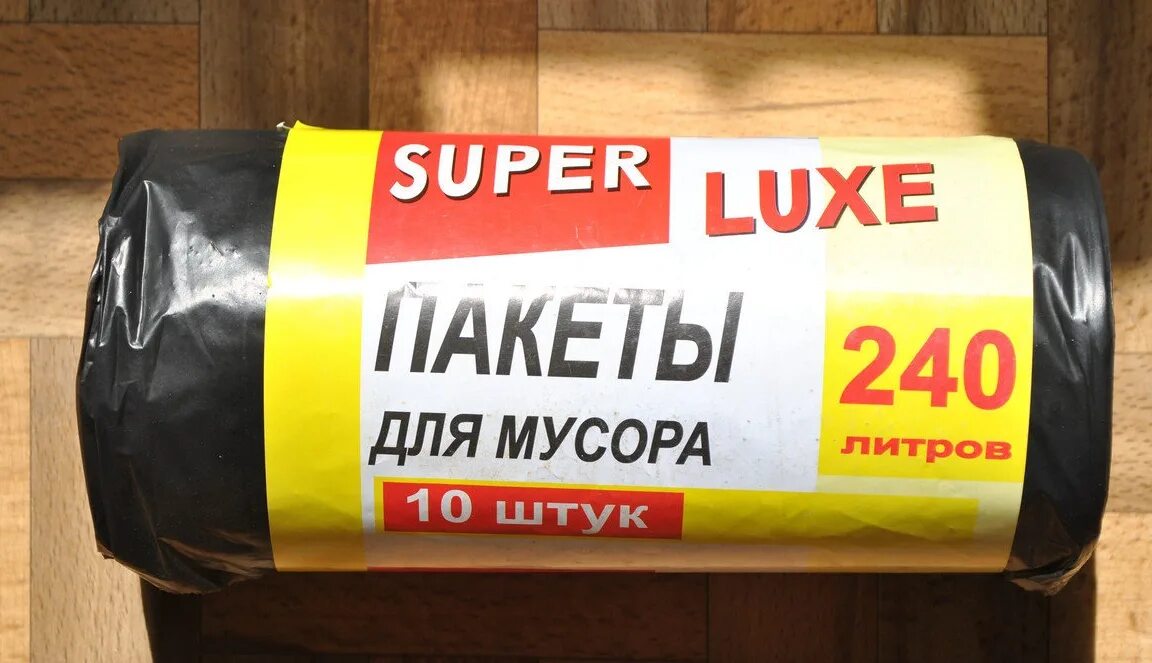 SUPER LUXE
ПАКЕТЫ
ДЛЯ МУСОРА
240
литров
10 штук